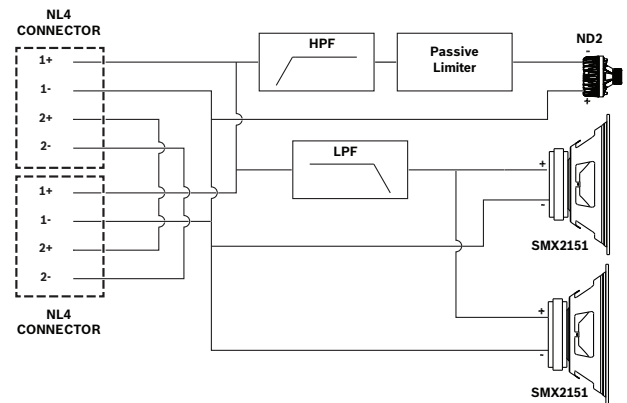 NL4
CONNECTOR
1+
1-
2+
2-
1+
1-
2+
2-
NL4
CONNECTOR
HPF
Passive
Limiter
ND2
-
+
LPF
+
-
SMX2151
+
-
SMX2151